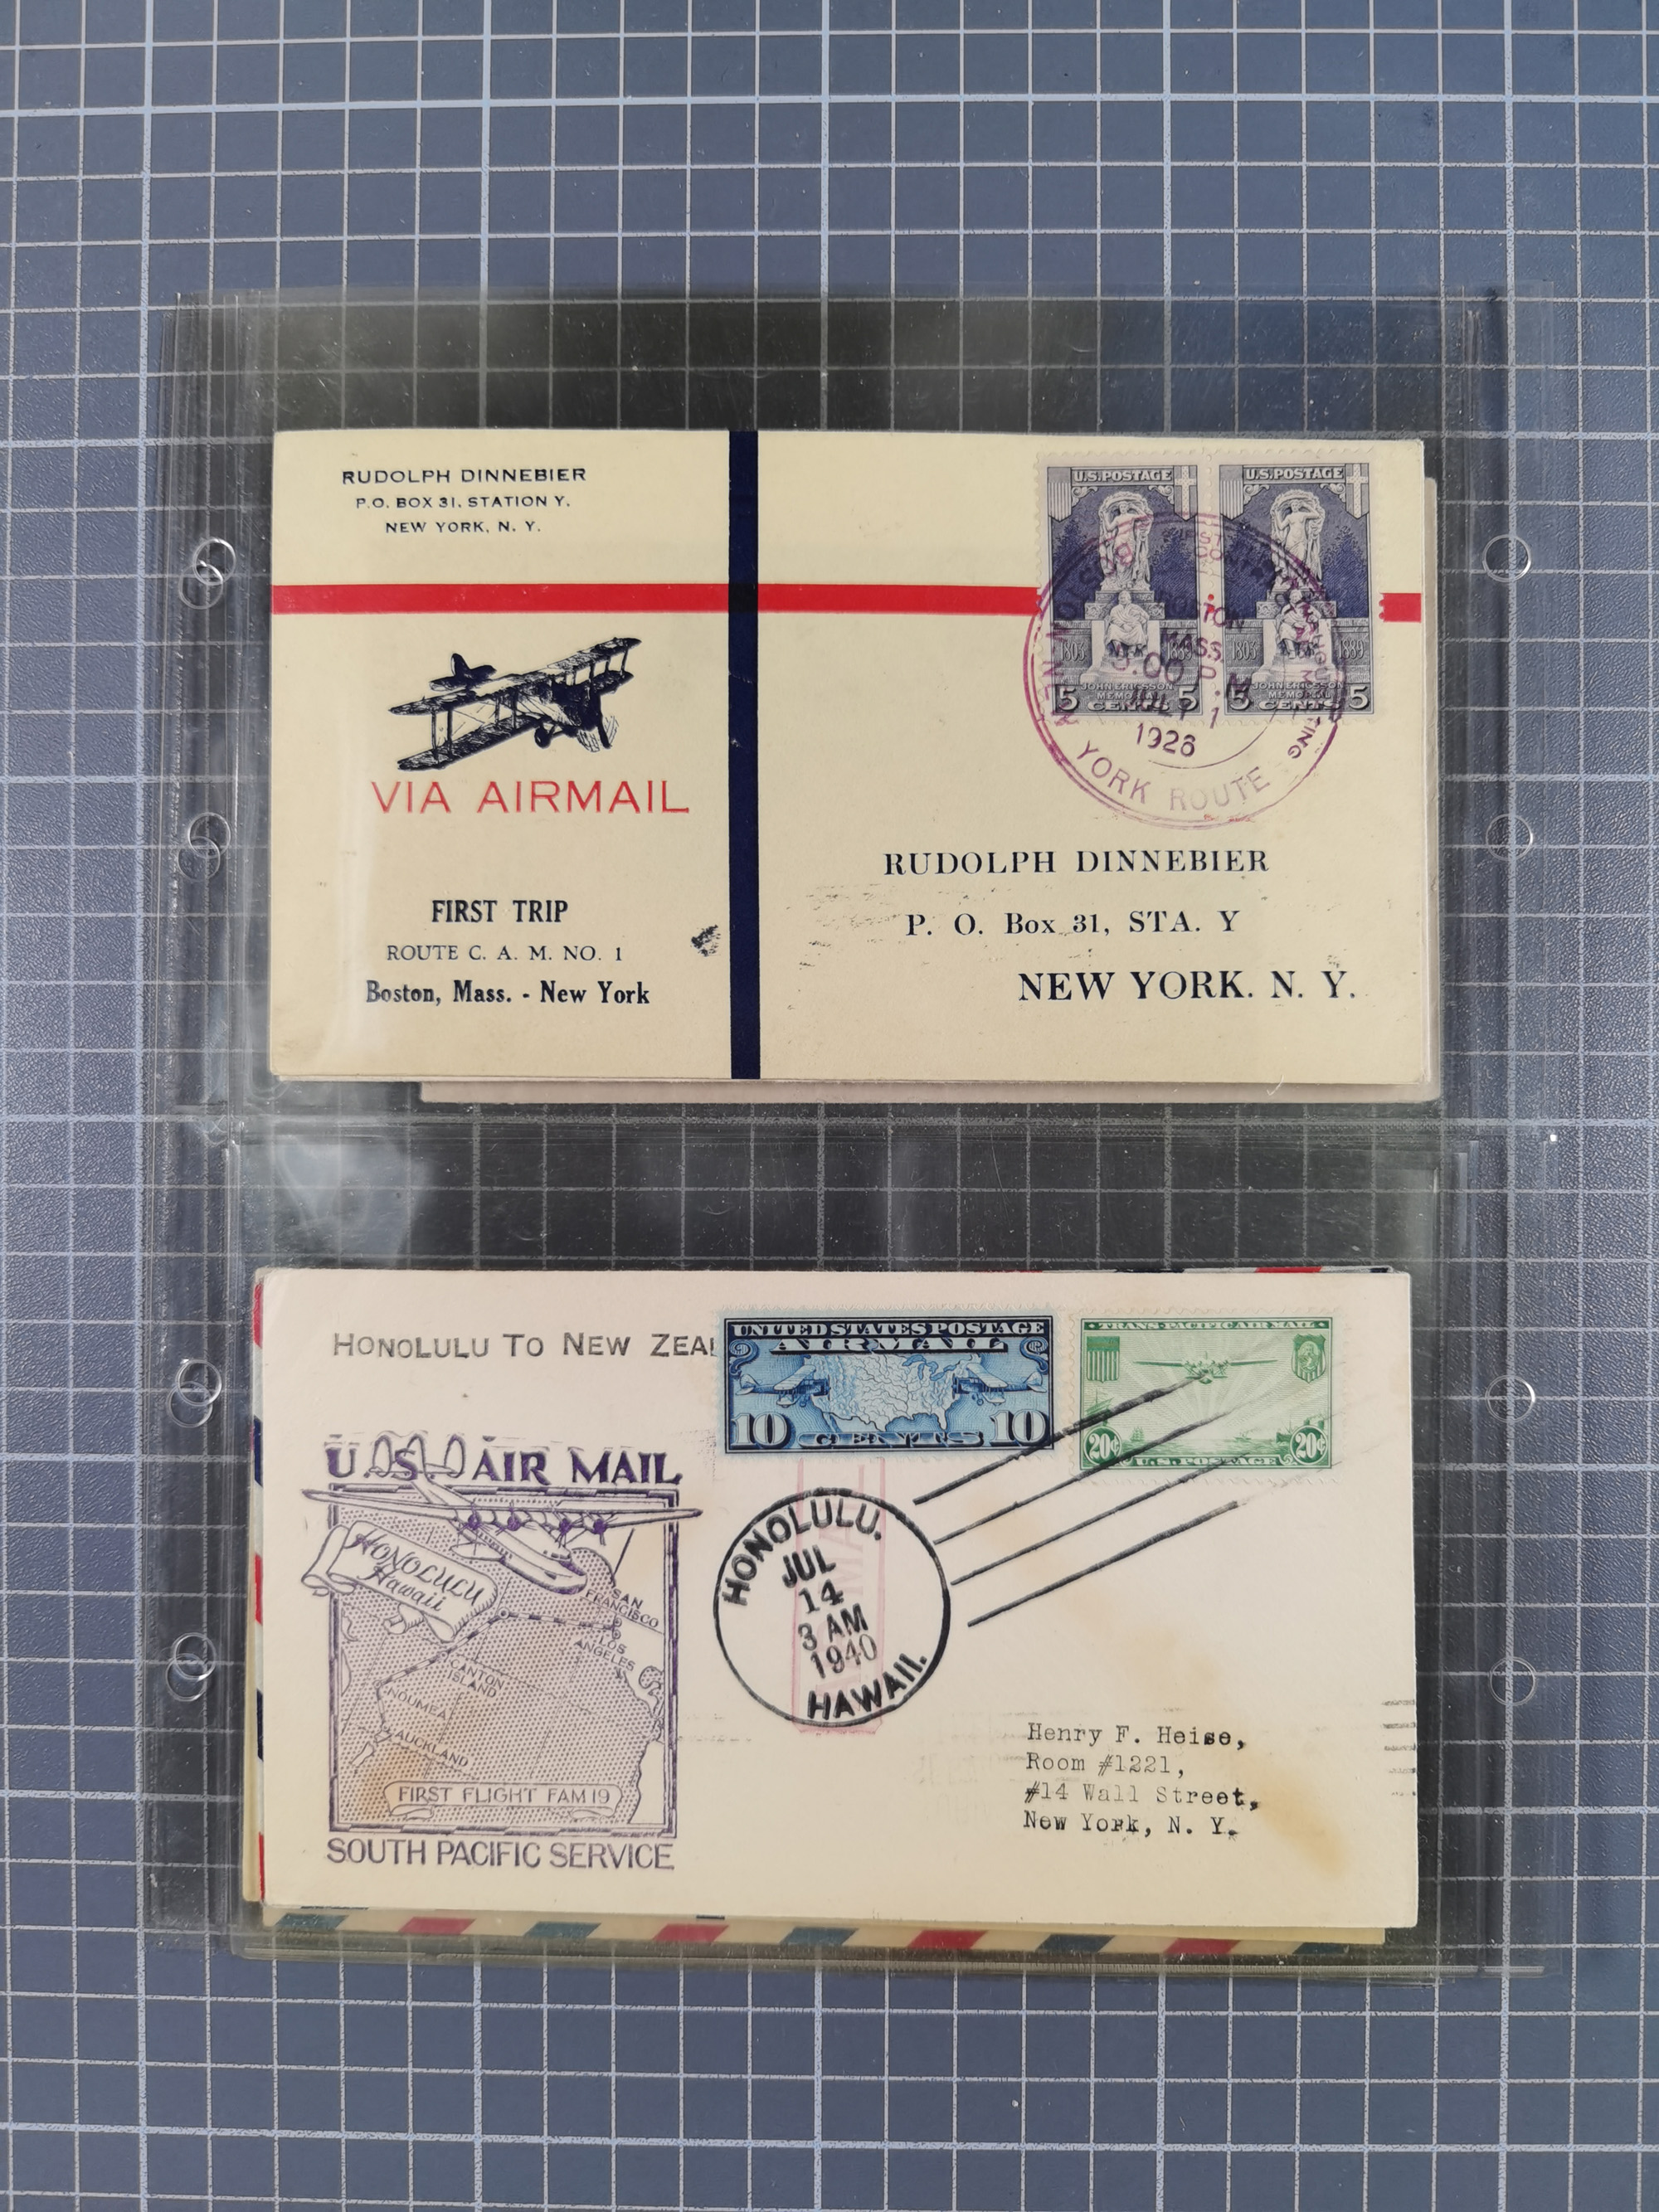 RUDOLPH DINNEBIER
P.O. BOX 31, STATION Y.
NEW YORK, N. Y.
VIA AIRMAIL
FIRST TRIP
ROUTE C. A. M. NO. 1
Boston, Mass. - New York
U.S. POSTAGE
U.S. POSTAGE
1803 1889
1803 1889
5 JOHN ERICSSON MEMORIAL 5
CENTS
5 JOHN ERICSSON MEMORIAL 5
CENTS
BOSTON NEW YORK ROUTE
BOSTON
MASS.
P.M
JULY 1
1926
RUDOLPH DINNEBIER
P. O. Box 31, STA. Y
NEW YORK. N. Y.
HONOLULU TO NEW ZEAL
UNITED STATES POSTAGE
AIR MAIL
10 CENTS 10
TRANS-PACIFIC AIR MAIL
20¢ 20¢
U.S. POSTAGE
U.S. AIR MAIL
HONOLULU
Hawaii
SAN
FRANCISCO
LOS
ANGELES
CANTON
ISLAND
NOUMEA
AUCKLAND
FIRST FLIGHT FAM 19
SOUTH PACIFIC SERVICE
HONOLULU.
JUL
14
3 AM
1940
HAWAII.
Henry F. Heise,
Room #1221,
#14 Wall Street,
New York, N. Y.